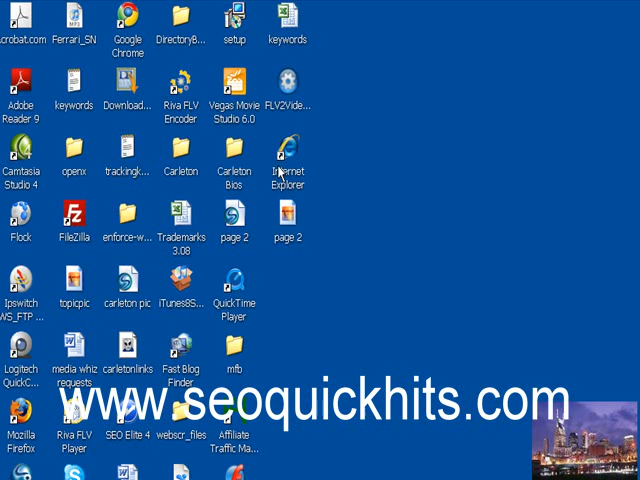 Acrobat.com
Ferrari_SN
Google Chrome
DirectoryB...
setup
keywords
Adobe Reader 9
keywords
Download...
Riva FLV Encoder
Vegas Movie Studio 6.0
FLV2Vide...
Camtasia Studio 4
openx
trackingk...
Carleton
Carleton Bios
Internet Explorer
Flock
FileZilla
enforce-w...
Trademarks 3.08
page 2
page 2
Ipswitch WS_FTP ...
topicpic
carleton pic
iTunes8S...
QuickTime Player
Logitech QuickC...
media whiz requests
carletonlinks
Fast Blog Finder
mfb
www.seoquickhits.com
Mozilla Firefox
Riva FLV Player
SEO Elite 4
webscr_files
Affiliate Traffic Ma...